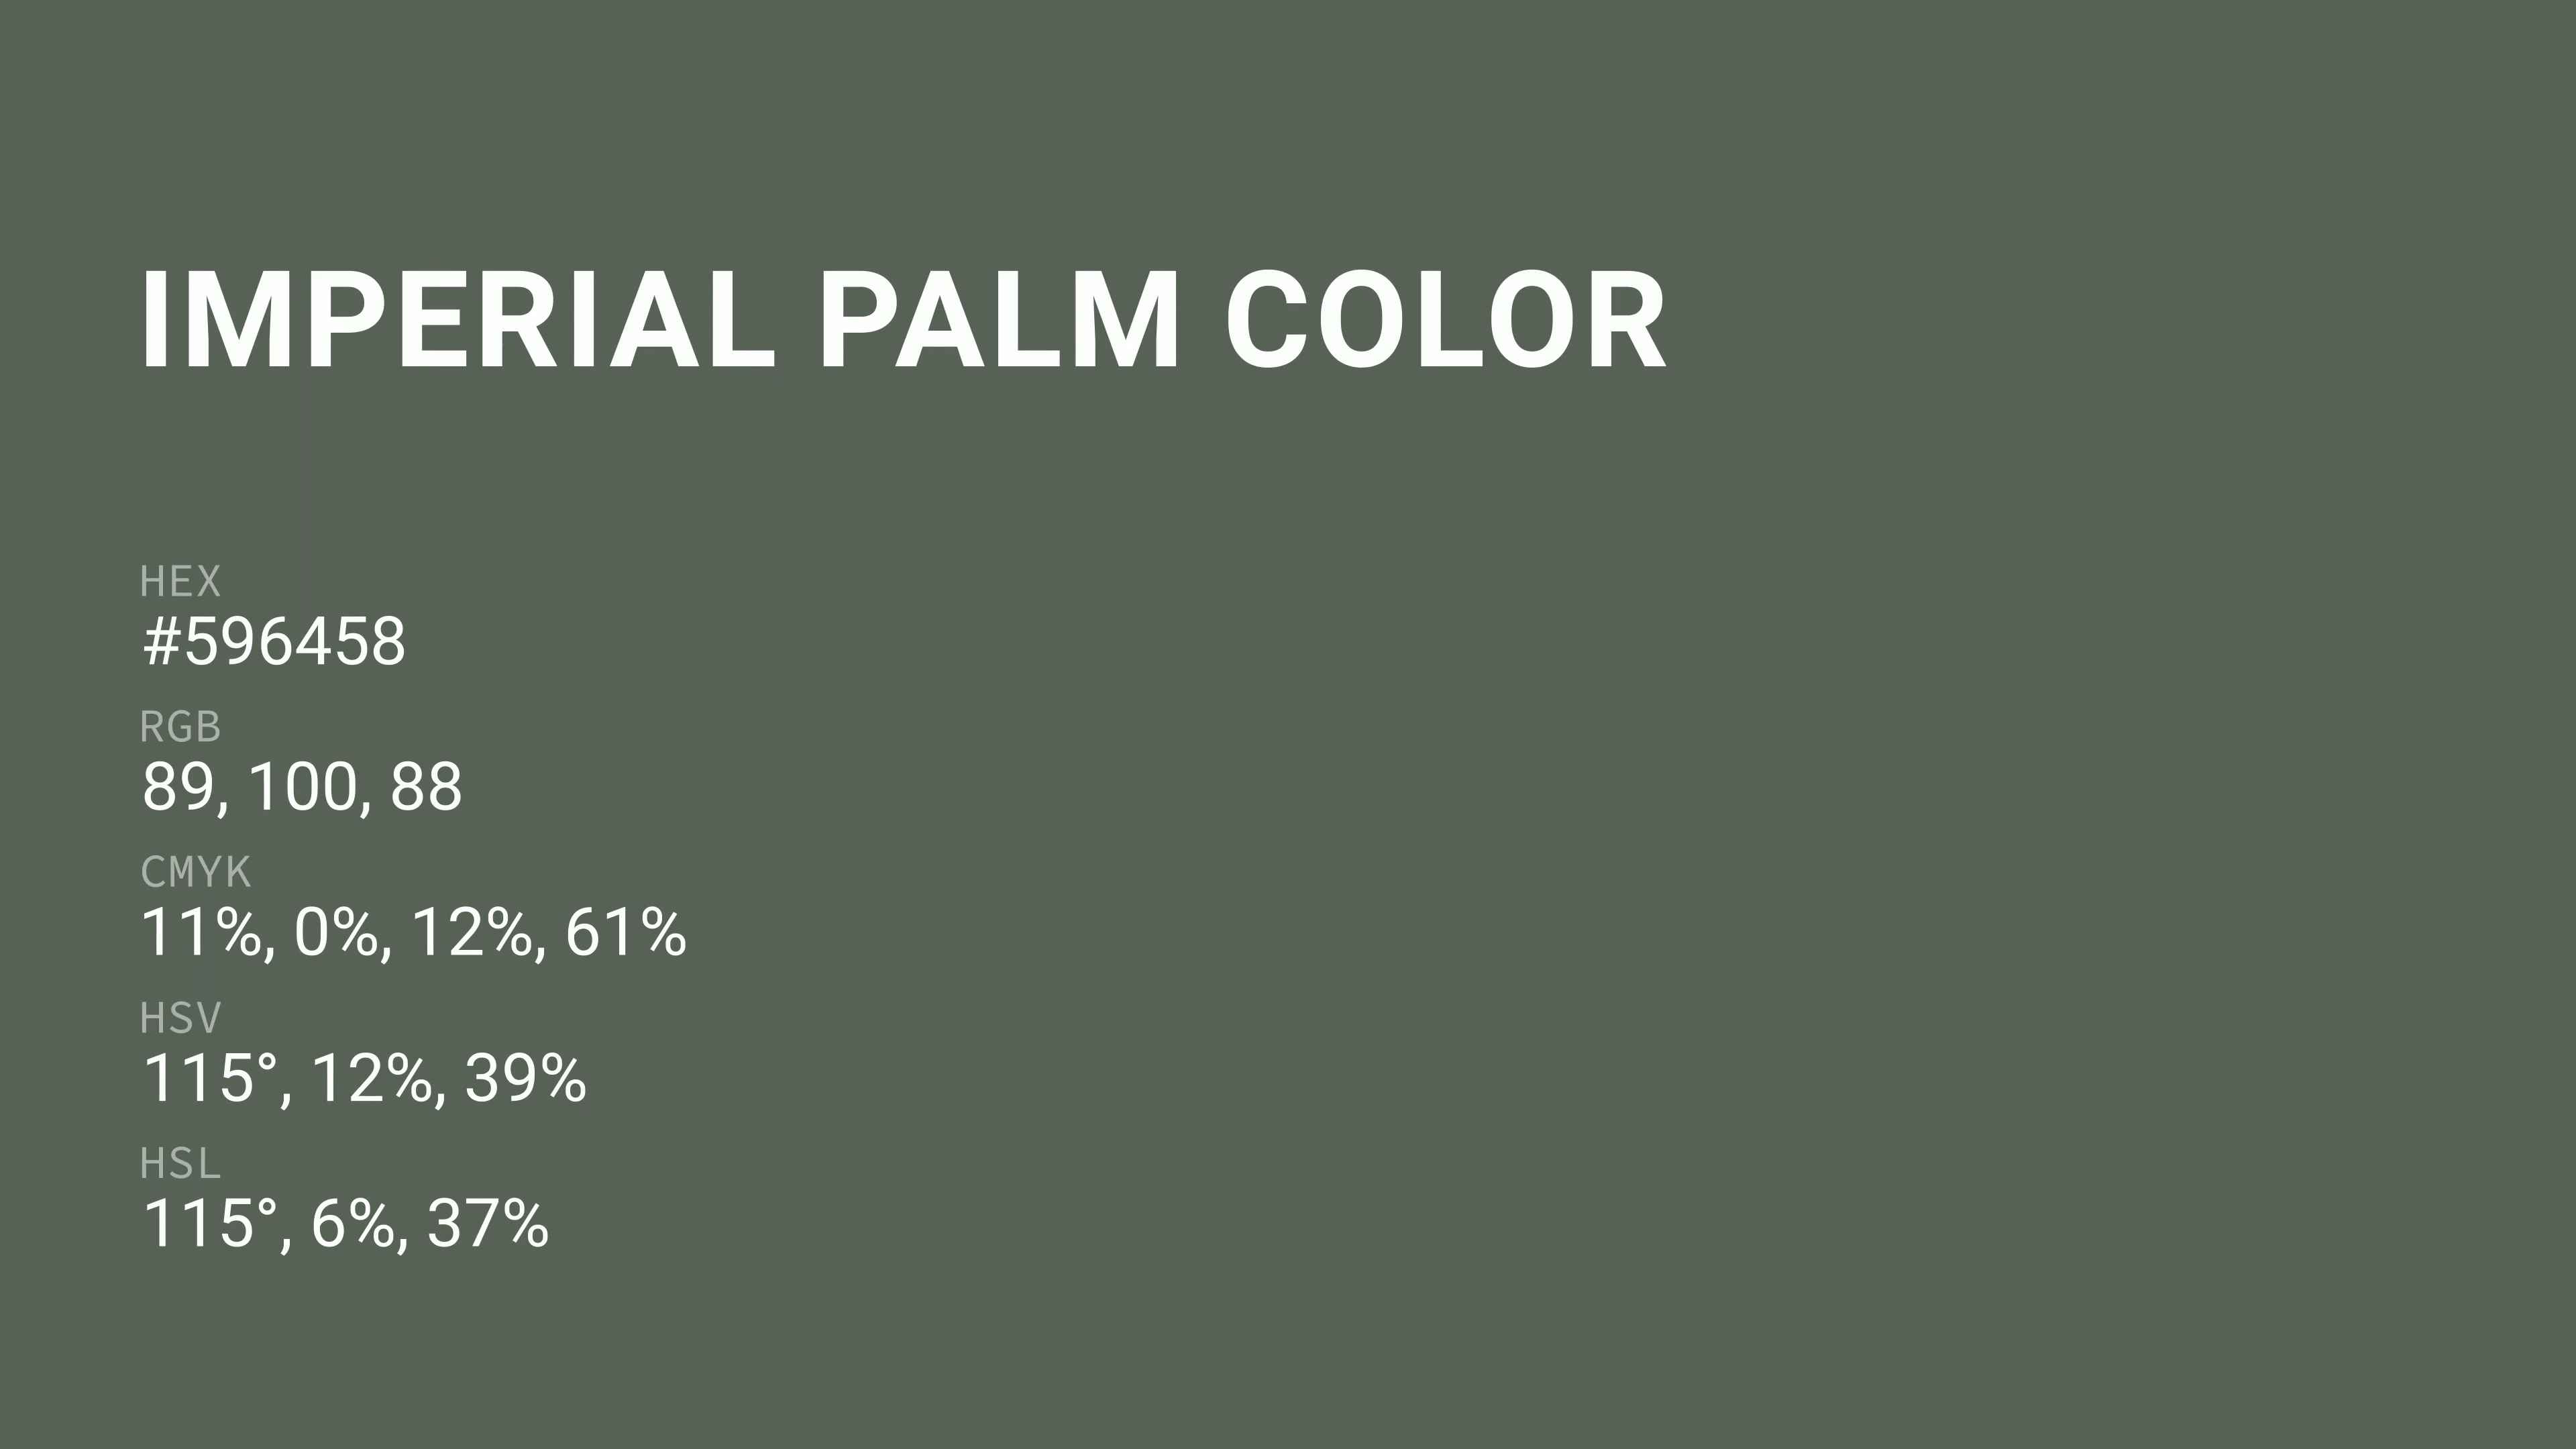 IMPERIAL PALM COLOR
HEX
#596458
RGB
89, 100, 88
CMYK
11%, 0%, 12%, 61%
HSV
115°, 12%, 39%
HSL
115°, 6%, 37%